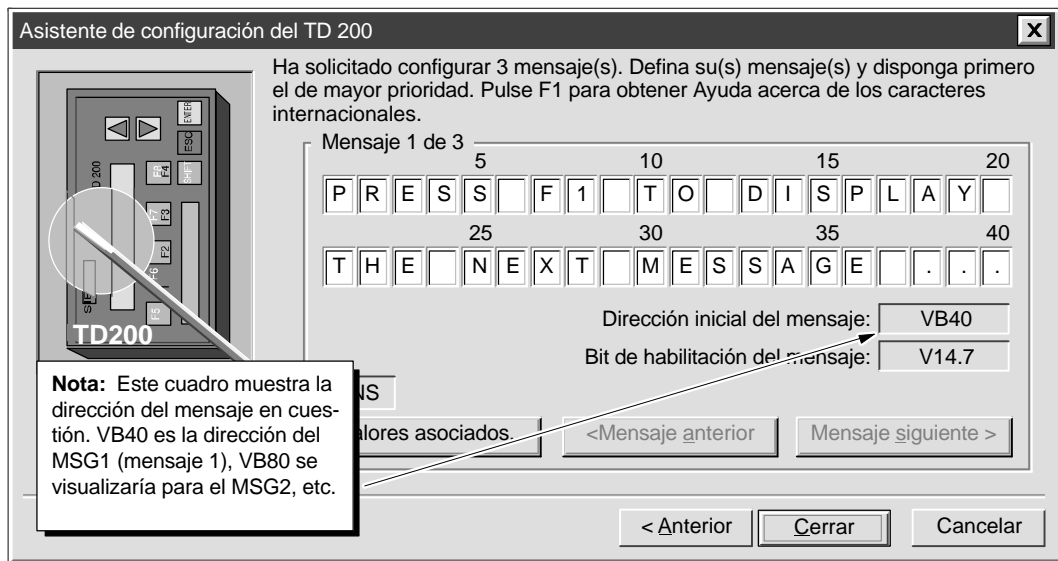 Asistente de configuración del TD 200
Ha solicitado configurar 3 mensaje(s). Defina su(s) mensaje(s) y disponga primero
el de mayor prioridad. Pulse F1 para obtener Ayuda acerca de los caracteres
internacionales.
Mensaje 1 de 3
5 10 15 20
PRESS F1 TO DISPLAY
25 30 35 40
THE NEXT MESSAGE ...
Dirección inicial del mensaje: VB40
Bit de habilitación del mensaje: V14.7
NS
alores asociados.
<Mensaje anterior
Mensaje siguiente >
< Anterior
Cerrar
Cancelar
ENTER
ESC
SHIFT
F8
F4
F7
F3
F2
F6
F5
TD200
Nota: Este cuadro muestra la
dirección del mensaje en cues-
tión. VB40 es la dirección del
MSG1 (mensaje 1), VB80 se
visualizaría para el MSG2, etc.